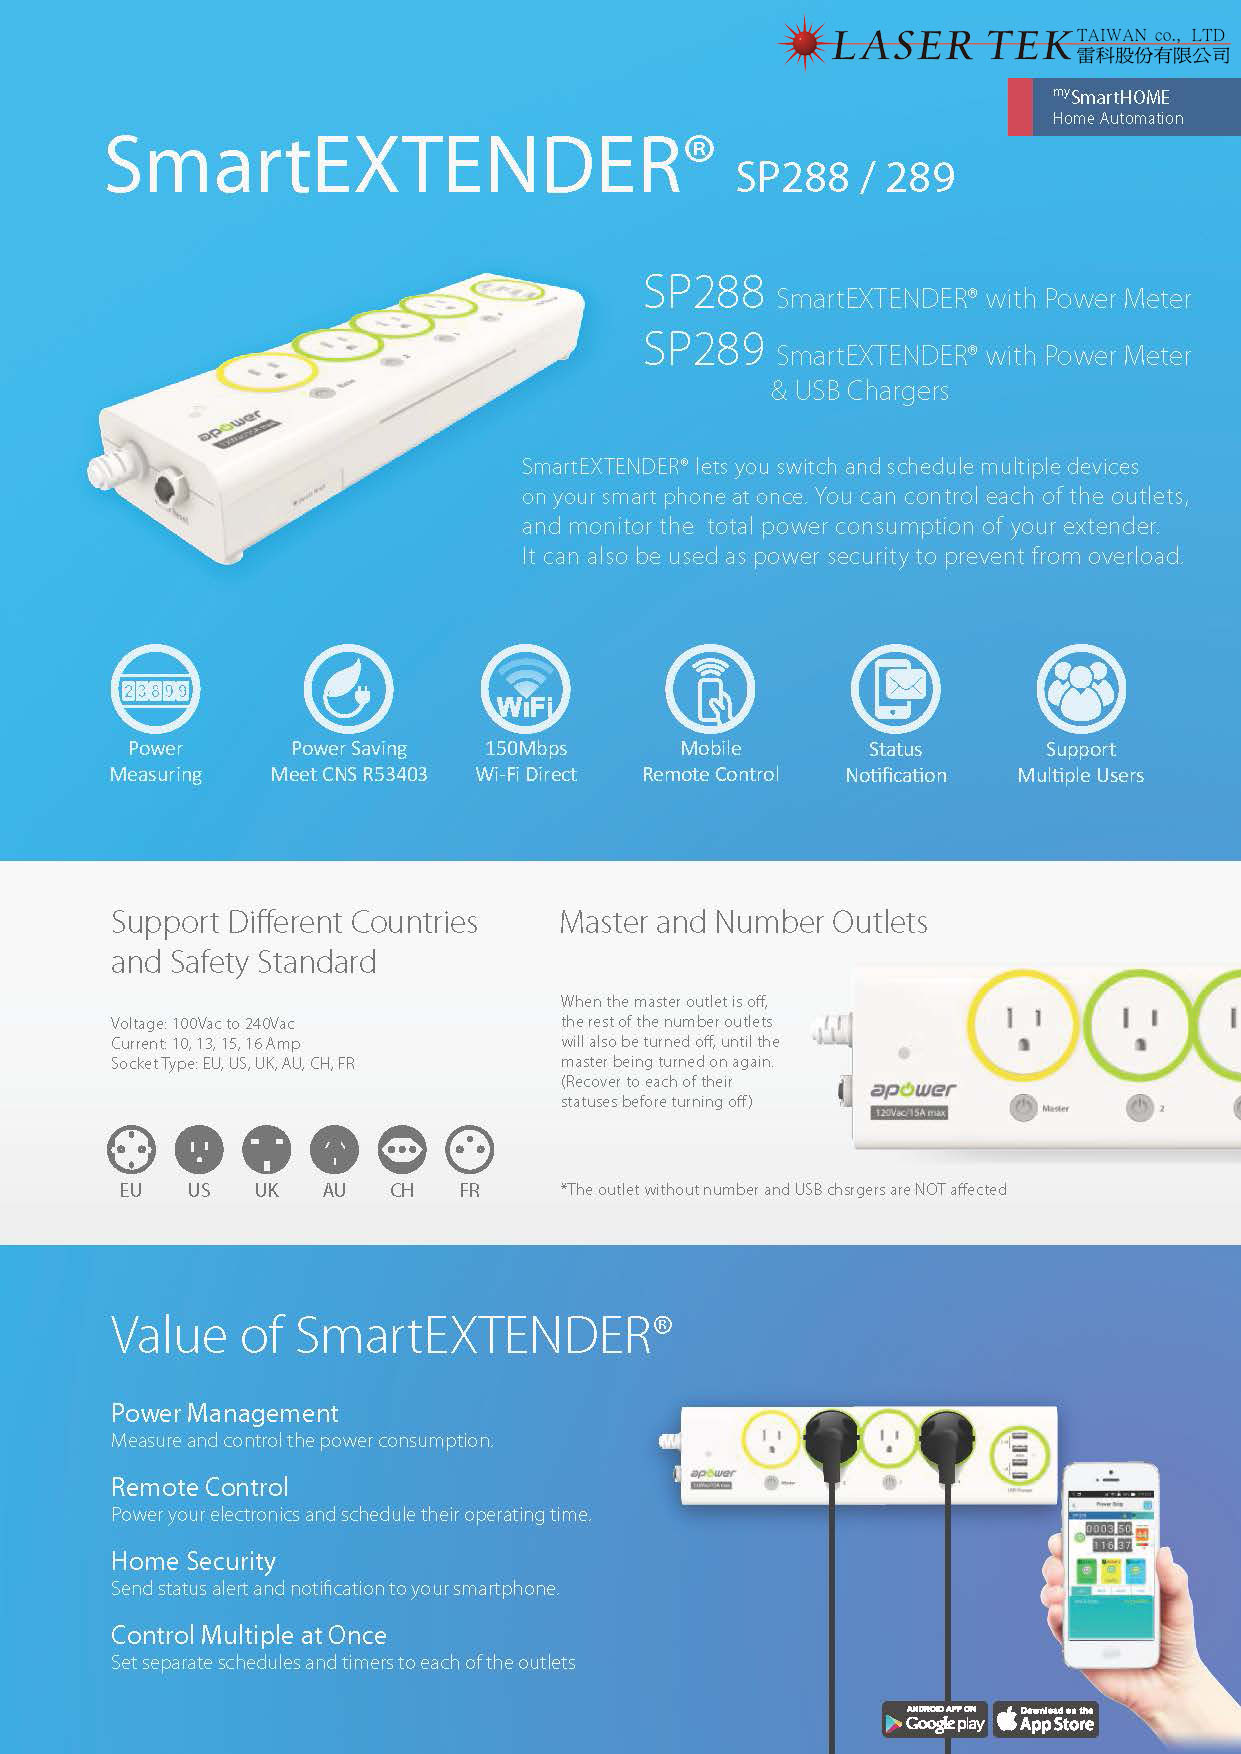 LASER TEK TAIWAN co., LTD
雷科股份有限公司
mySmartHOME
Home Automation
SmartEXTENDER® SP288 / 289
SP288 SmartEXTENDER® with Power Meter
SP289 SmartEXTENDER® with Power Meter
& USB Chargers
SmartEXTENDER® lets you switch and schedule multiple devices
on your smart phone at once. You can control each of the outlets,
and monitor the total power consumption of your extender.
It can also be used as power security to prevent from overload.
apower
23899
WiFi
Power
Measuring
Power Saving
Meet CNS R53403
150Mbps
Wi-Fi Direct
Mobile
Remote Control
Status
Notification
Support
Multiple Users
Support Different Countries
and Safety Standard
Voltage: 100Vac to 240Vac
Current: 10, 13, 15, 16 Amp
Socket Type: EU, US, UK, AU, CH, FR
EU US UK AU CH FR
Master and Number Outlets
When the master outlet is off,
the rest of the number outlets
will also be turned off, until the
master being turned on again.
(Recover to each of their
statuses before turning off)
apower
120Vac/15A max
Master
2
*The outlet without number and USB chsrgers are NOT affected
Value of SmartEXTENDER®
Power Management
Measure and control the power consumption.
Remote Control
Power your electronics and schedule their operating time.
Home Security
Send status alert and notification to your smartphone.
Control Multiple at Once
Set separate schedules and timers to each of the outlets
apower
Master
Power Strip
0003 50
116 37
ANDROID APP ON
Google play
Download on the
App Store